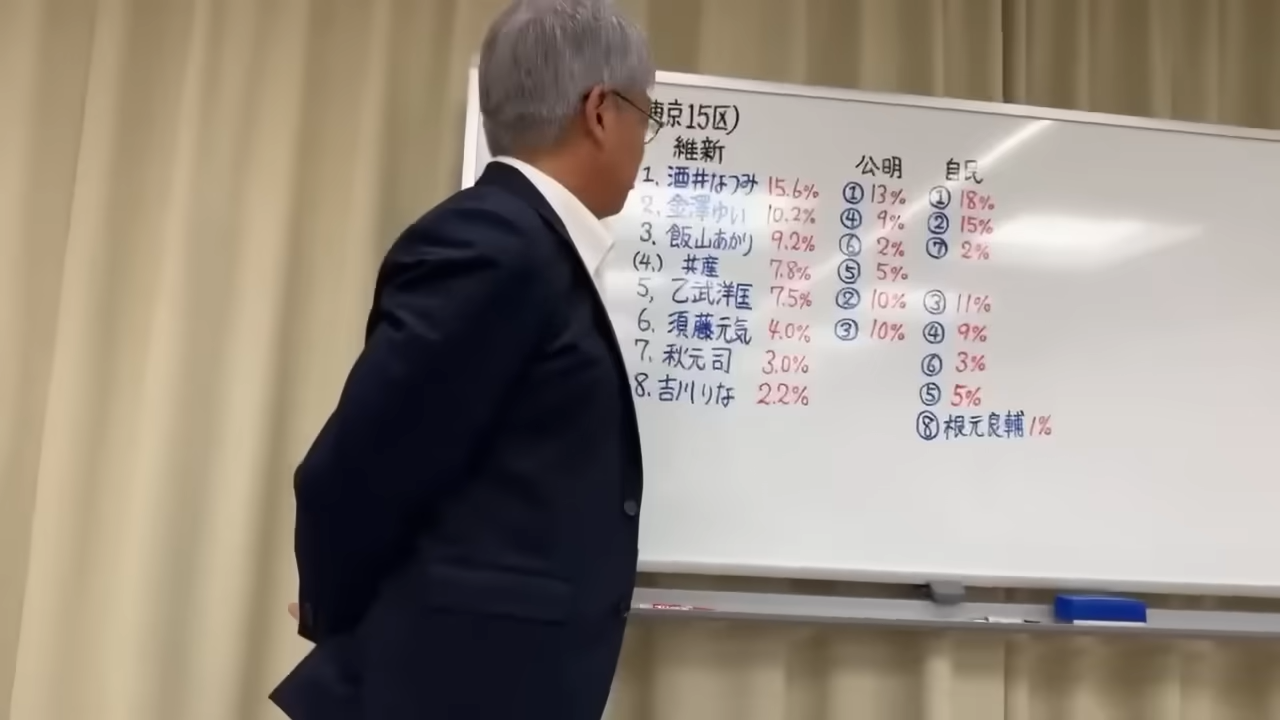 東京15区)
維新 公明 自民
1. 酒井なつみ 15.6% ① 13% ① 18%
2. 金澤ゆい 10.2% ④ 9% ② 15%
3. 飯山あかり 9.2% ⑥ 2% ⑦ 2%
(4.) 共産 7.8% ⑤ 5%
5, 乙武洋匡 7.5% ② 10% ③ 11%
6. 須藤元気 4.0% ③ 10% ④ 9%
7. 秋元司 3.0% ⑥ 3%
8. 吉川りな 2.2% ⑤ 5%
⑧ 根元良輔 1%